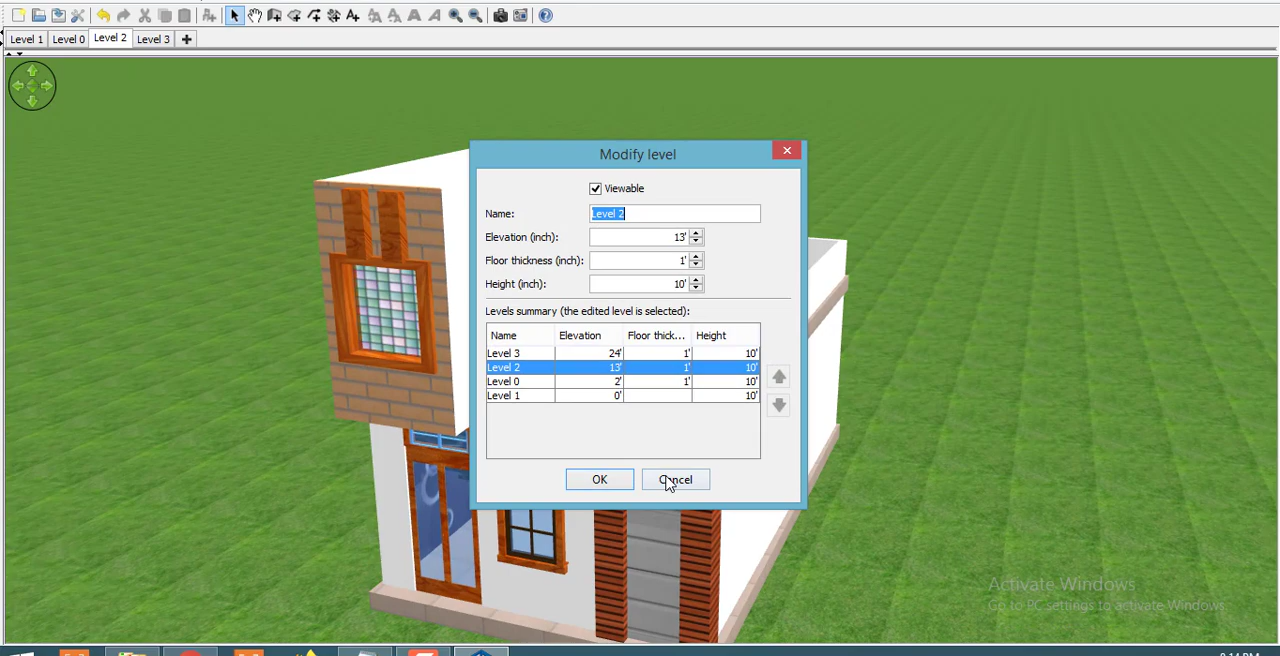 Level 1 Level 0 Level 2 Level 3
Modify level
Viewable
Name: Level 2
Elevation (inch): 13'
Floor thickness (inch): 1'
Height (inch): 10'
Levels summary (the edited level is selected):
Name Elevation Floor thick... Height
Level 3 24' 1' 10'
Level 2 13' 1' 10'
Level 0 2' 1' 10'
Level 1 0' 10'
OK Cancel
Activate Windows
Go to PC settings to activate Windows.